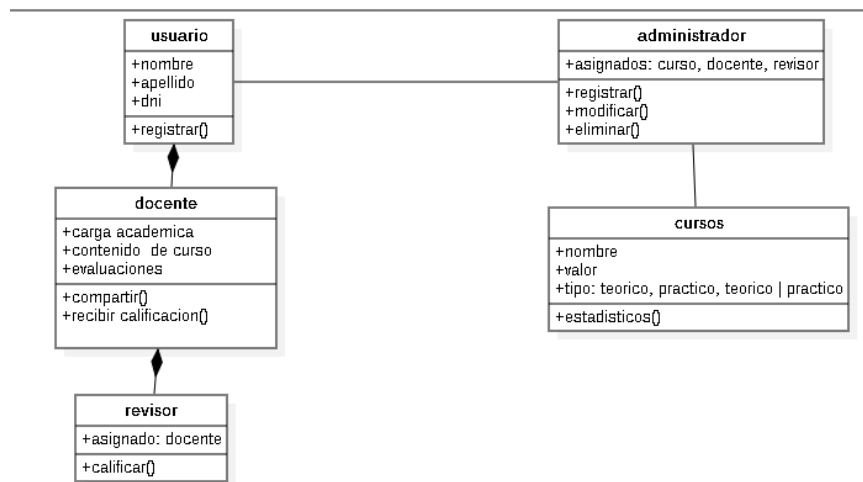 usuario
+nombre
+apellido
+dni
+registrar()
administrador
+asignados: curso, docente, revisor
+registrar()
+modificar()
+eliminar()
docente
+carga academica
+contenido de curso
+evaluaciones
+compartir()
+recibir calificacion()
cursos
+nombre
+valor
+tipo: teorico, practico, teorico | practico
+estadisticos()
revisor
+asignado: docente
+calificar()